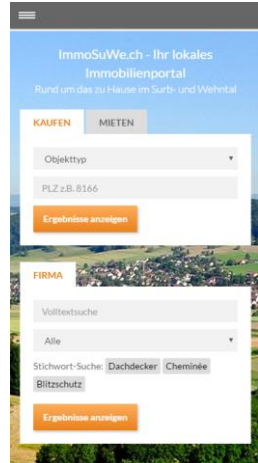 ImmoSuWe.ch - Ihr lokales
Immobilienportal
Rund um das zu Hause im Surb- und Wehntal
KAUFEN MIETEN
Objekttyp
PLZ z.B. 8166
Ergebnisse anzeigen
FIRMA
Volltextsuche
Alle
Stichwort-Suche: Dachdecker Cheminée
Blitzschutz
Ergebnisse anzeigen